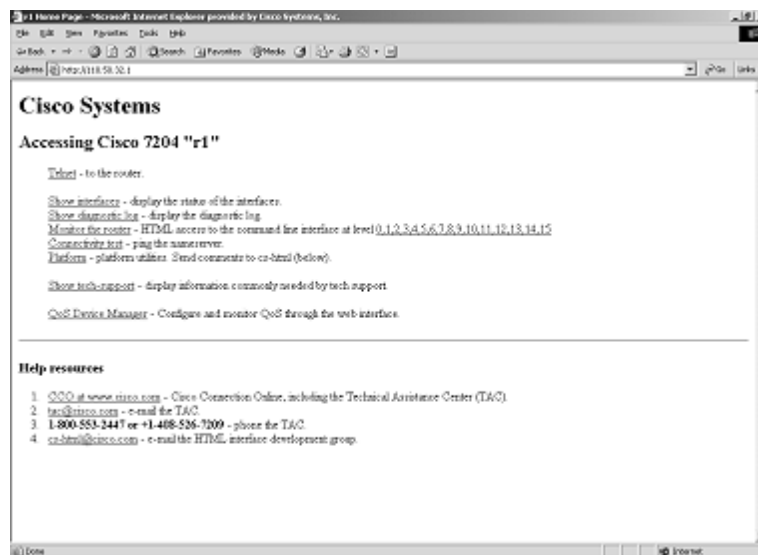 r1 Home Page - Microsoft Internet Explorer provided by Cisco Systems, Inc.
File Edit View Favorites Tools Help
Back Search Favorites Media
Address Go Links
Cisco Systems
Accessing Cisco 7204 "r1"
Telnet - to the router.
Show interfaces - display the status of the interfaces.
Show diagnostic log - display the diagnostic log.
Monitor the router - HTML access to the command line interface at level 0,1,2,3,4,5,6,7,8,9,10,11,12,13,14,15
Connectivity test - ping the nameserver.
Platform - platform utilities. Send comments to cs-html (below).
Show tech-support - display information commonly needed by tech support.
QoS Device Manager - Configure and monitor QoS through the web interface.
Help resources
1. CCO at www.cisco.com - Cisco Connection Online, including the Technical Assistance Center (TAC).
2. tac@cisco.com - e-mail the TAC.
3. 1-800-553-2447 or +1-408-526-7209 - phone the TAC.
4. cs-html@cisco.com - e-mail the HTML interface development group.
Done Internet